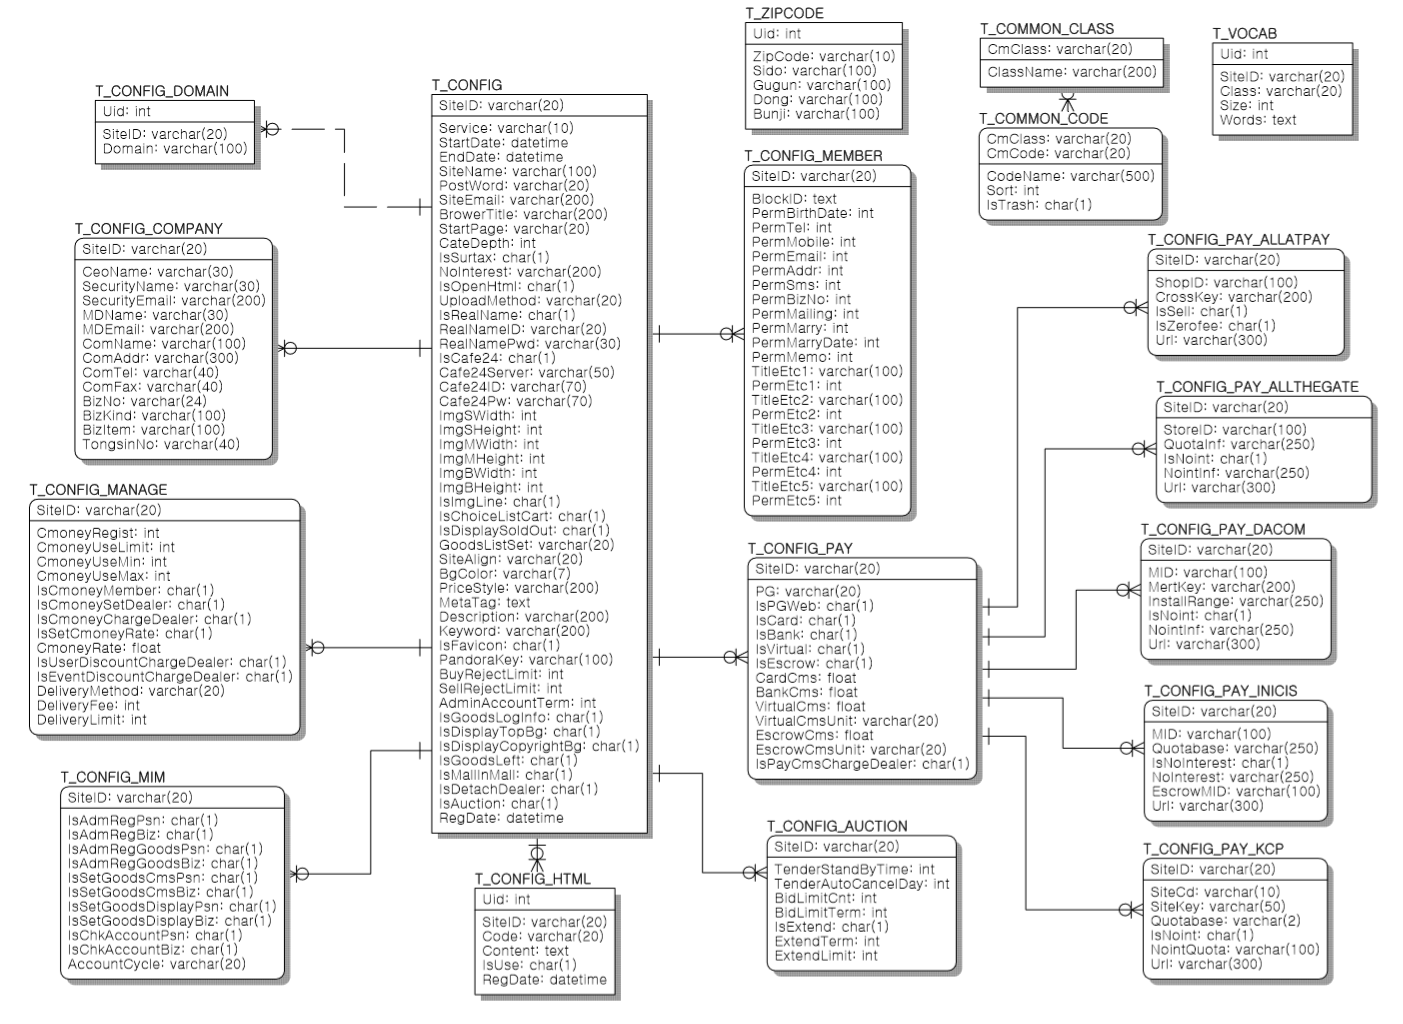 T_CONFIG_DOMAIN
Uid: int
SiteID: varchar(20)
Domain: varchar(100)
T_CONFIG_COMPANY
SiteID: varchar(20)
CeoName: varchar(30)
SecurityName: varchar(30)
SecurityEmail: varchar(200)
MDName: varchar(30)
MDEmail: varchar(200)
ComName: varchar(100)
ComAddr: varchar(300)
ComTel: varchar(40)
ComFax: varchar(40)
BizNo: varchar(24)
BizKind: varchar(100)
BizItem: varchar(100)
TongsinNo: varchar(40)
T_CONFIG_MANAGE
SiteID: varchar(20)
CmoneyRegist: int
CmoneyUseLimit: int
CmoneyUseMin: int
CmoneyUseMax: int
IsCmoneyMember: char(1)
IsCmoneySetDealer: char(1)
IsCmoneyChargeDealer: char(1)
IsSetCmoneyRate: char(1)
CmoneyRate: float
IsUserDiscountChargeDealer: char(1)
IsEventDiscountChargeDealer: char(1)
DeliveryMethod: varchar(20)
DeliveryFee: int
DeliveryLimit: int
T_CONFIG_MIM
SiteID: varchar(20)
IsAdmRegPsn: char(1)
IsAdmRegBiz: char(1)
IsAdmRegGoodsPsn: char(1)
IsAdmRegGoodsBiz: char(1)
IsSetGoodsCmsPsn: char(1)
IsSetGoodsCmsBiz: char(1)
IsSetGoodsDisplayPsn: char(1)
IsSetGoodsDisplayBiz: char(1)
IsChkAccountPsn: char(1)
IsChkAccountBiz: char(1)
AccountCycle: varchar(20)
T_CONFIG
SiteID: varchar(20)
Service: varchar(10)
StartDate: datetime
EndDate: datetime
SiteName: varchar(100)
PostWord: varchar(20)
SiteEmail: varchar(200)
BrowerTitle: varchar(200)
StartPage: varchar(20)
CateDepth: int
IsSurtax: char(1)
NoInterest: varchar(200)
IsOpenHtml: char(1)
UploadMethod: varchar(20)
IsRealName: char(1)
RealNameID: varchar(20)
RealNamePwd: varchar(30)
IsCafe24: char(1)
Cafe24Server: varchar(50)
Cafe24ID: varchar(70)
Cafe24Pw: varchar(70)
ImgSWidth: int
ImgSHeight: int
ImgMWidth: int
ImgMHeight: int
ImgBWidth: int
ImgBHeight: int
IsImgLine: char(1)
IsChoiceListCart: char(1)
IsDisplaySoldOut: char(1)
GoodsListSet: varchar(20)
SiteAlign: varchar(20)
BgColor: varchar(7)
PriceStyle: varchar(200)
MetaTag: text
Description: varchar(200)
Keyword: varchar(200)
IsFavicon: char(1)
PandoraKey: varchar(100)
BuyRejectLimit: int
SellRejectLimit: int
AdminAccountTerm: int
IsGoodsLogInfo: char(1)
IsDisplayTopBg: char(1)
IsDisplayCopyrightBg: char(1)
IsGoodsLeft: char(1)
IsMallInMall: char(1)
IsDetachDealer: char(1)
IsAuction: char(1)
RegDate: datetime
T_CONFIG_HTML
Uid: int
SiteID: varchar(20)
Code: varchar(20)
Content: text
IsUse: char(1)
RegDate: datetime
T_ZIPCODE
Uid: int
ZipCode: varchar(10)
Sido: varchar(100)
Gugun: varchar(100)
Dong: varchar(100)
Bunji: varchar(100)
T_CONFIG_MEMBER
SiteID: varchar(20)
BlockID: text
PermBirthDate: int
PermTel: int
PermMobile: int
PermEmail: int
PermAddr: int
PermSms: int
PermBizNo: int
PermMailing: int
PermMarry: int
PermMarryDate: int
PermMemo: int
TitleEtc1: varchar(100)
PermEtc1: int
TitleEtc2: varchar(100)
PermEtc2: int
TitleEtc3: varchar(100)
PermEtc3: int
TitleEtc4: varchar(100)
PermEtc4: int
TitleEtc5: varchar(100)
PermEtc5: int
T_CONFIG_PAY
SiteID: varchar(20)
PG: varchar(20)
IsPGWeb: char(1)
IsCard: char(1)
IsBank: char(1)
IsVirtual: char(1)
IsEscrow: char(1)
CardCms: float
BankCms: float
VirtualCms: float
VirtualCmsUnit: varchar(20)
EscrowCms: float
EscrowCmsUnit: varchar(20)
IsPayCmsChargeDealer: char(1)
T_CONFIG_AUCTION
SiteID: varchar(20)
TenderStandByTime: int
TenderAutoCancelDay: int
BidLimitCnt: int
BidLimitTerm: int
IsExtend: char(1)
ExtendTerm: int
ExtendLimit: int
T_COMMON_CLASS
CmClass: varchar(20)
ClassName: varchar(200)
T_COMMON_CODE
CmClass: varchar(20)
CmCode: varchar(20)
CodeName: varchar(500)
Sort: int
IsTrash: char(1)
T_VOCAB
Uid: int
SiteID: varchar(20)
Class: varchar(20)
Size: int
Words: text
T_CONFIG_PAY_ALLATPAY
SiteID: varchar(20)
ShopID: varchar(100)
CrossKey: varchar(200)
IsSell: char(1)
IsZerofee: char(1)
Url: varchar(300)
T_CONFIG_PAY_ALLTHEGATE
SiteID: varchar(20)
StoreID: varchar(100)
QuotaInf: varchar(250)
IsNoint: char(1)
NointInf: varchar(250)
Url: varchar(300)
T_CONFIG_PAY_DACOM
SiteID: varchar(20)
MID: varchar(100)
MertKey: varchar(200)
InstallRange: varchar(250)
IsNoint: char(1)
NointInf: varchar(250)
Url: varchar(300)
T_CONFIG_PAY_INICIS
SiteID: varchar(20)
MID: varchar(100)
Quotabase: varchar(250)
IsNoInterest: char(1)
NoInterest: varchar(250)
EscrowMID: varchar(100)
Url: varchar(300)
T_CONFIG_PAY_KCP
SiteID: varchar(20)
SiteCd: varchar(10)
SiteKey: varchar(50)
Quotabase: varchar(2)
IsNoint: char(1)
NointQuota: varchar(100)
Url: varchar(300)